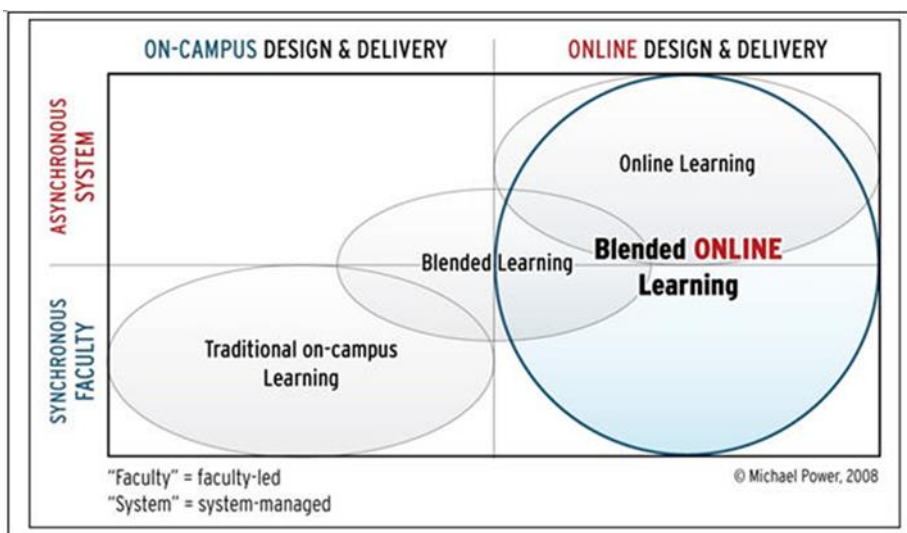 ON-CAMPUS DESIGN & DELIVERY
ONLINE DESIGN & DELIVERY
ASYNCHRONOUS
SYSTEM
Online Learning
Blended Learning
Blended ONLINE
Learning
SYNCHRONOUS
FACULTY
Traditional on-campus
Learning
"Faculty" = faculty-led
"System" = system-managed
© Michael Power, 2008